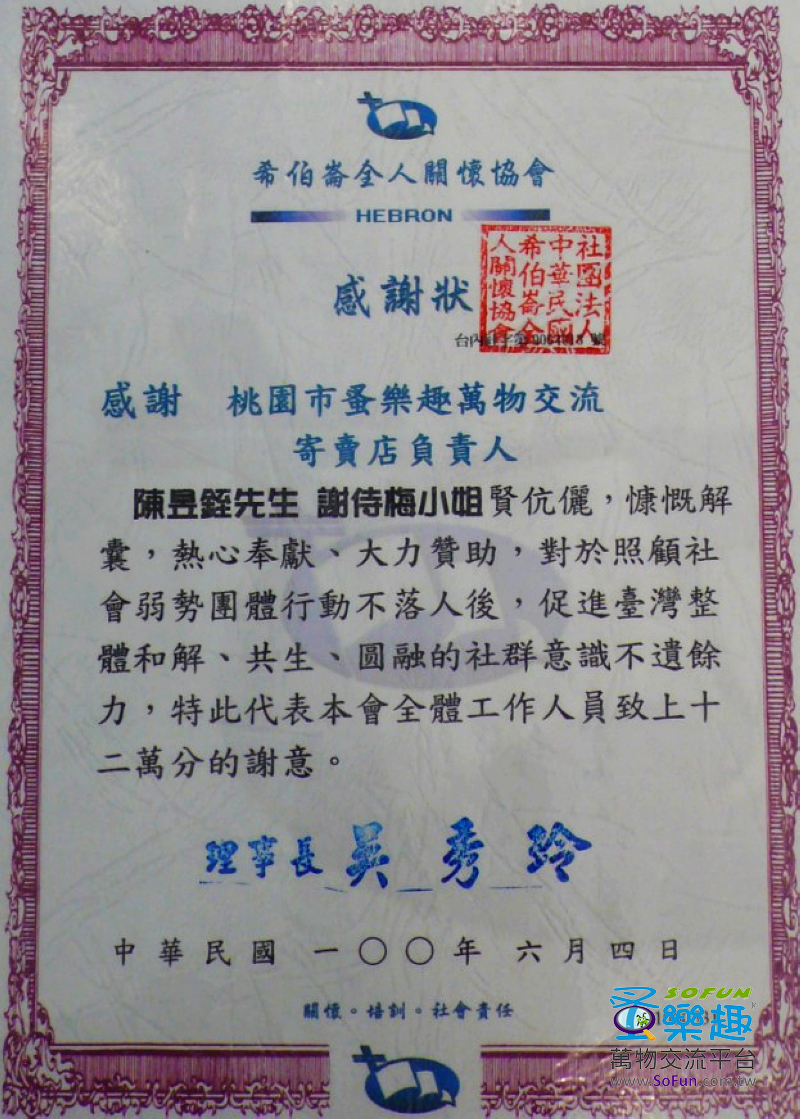 希伯崙全人關懷協會
HEBRON
社團法人
中華民國
希伯崙全
人關懷協會
感謝狀
感謝 桃園市蚤樂趣萬物交流
寄賣店負責人
陳昱銍先生 謝侍梅小姐賢伉儷，慷慨解
囊，熱心奉獻、大力贊助，對於照顧社
會弱勢團體行動不落人後，促進臺灣整
體和解、共生、圓融的社群意識不遺餘
力，特此代表本會全體工作人員致上十
二萬分的謝意。
理事長 吳秀玲
中華民國 一〇〇年 六月四日
關懷。培訓。社會責任
SOFUN
蚤樂趣
萬物交流平台
www.SoFun.com.tw